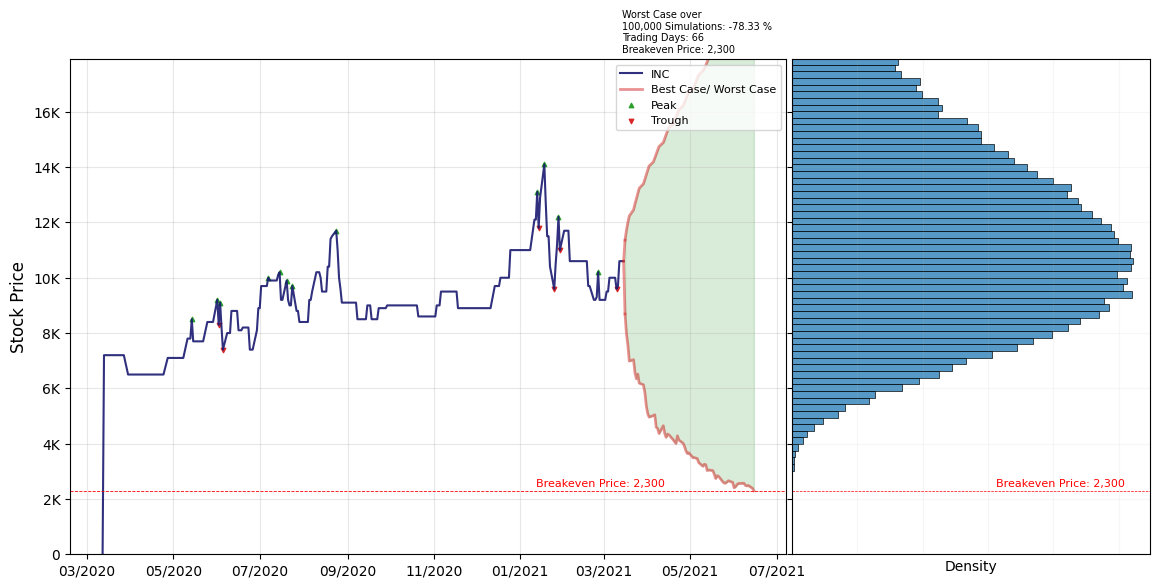 Worst Case over
100,000 Simulations: -78.33 %
Trading Days: 66
Breakeven Price: 2,300
INC
Best Case/ Worst Case
Peak
Trough
Stock Price
16K
14K
12K
10K
8K
6K
4K
2K
0
Breakeven Price: 2,300
Breakeven Price: 2,300
03/2020 05/2020 07/2020 09/2020 11/2020 01/2021 03/2021 05/2021 07/2021
Density